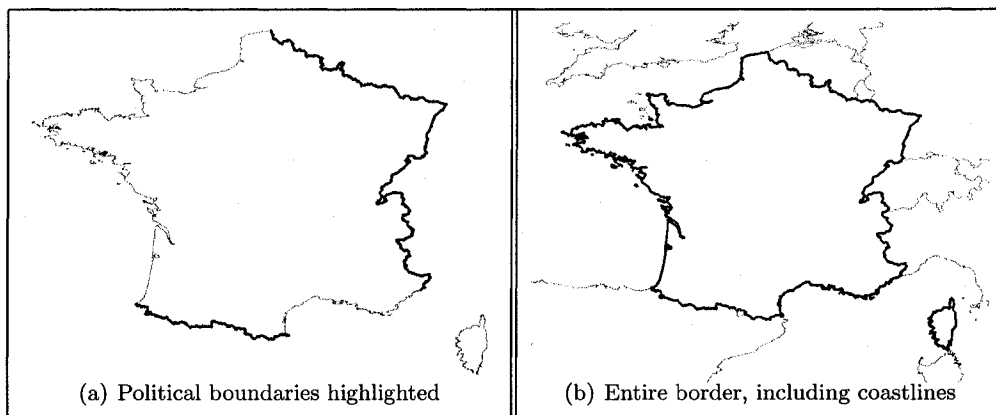 (a) Political boundaries highlighted
(b) Entire border, including coastlines